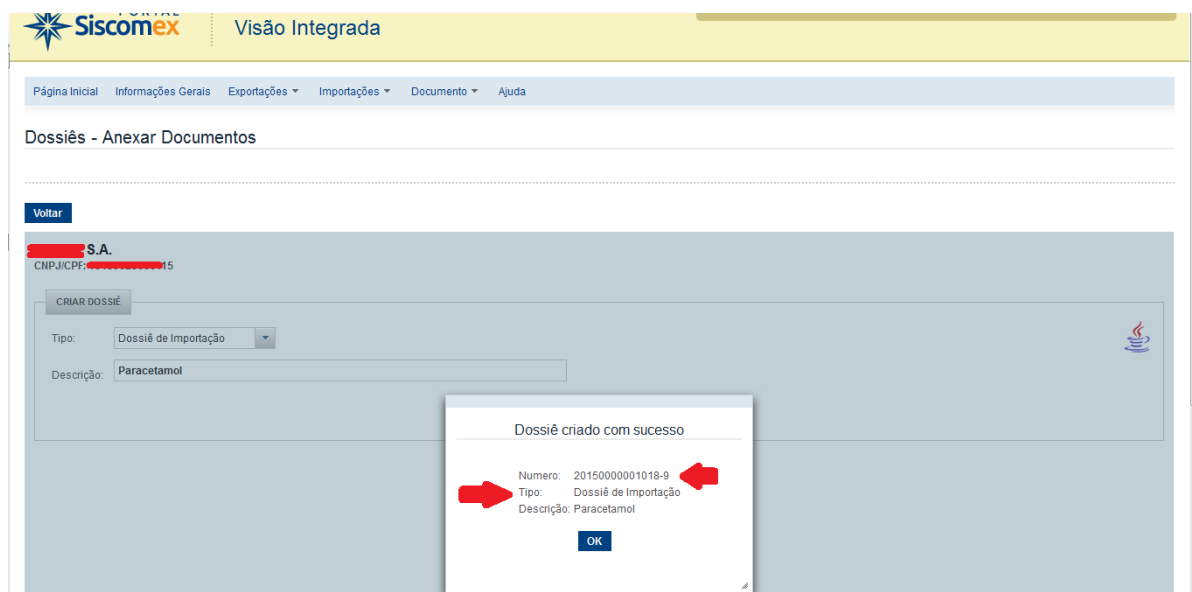 PORTAL
Siscomex
Visão Integrada
Página Inicial Informações Gerais Exportações Importações Documento Ajuda
Dossiês - Anexar Documentos
Voltar
S.A.
CNPJ/CPF: 15
CRIAR DOSSIÊ
Tipo: Dossiê de Importação
Descrição: Paracetamol
Dossiê criado com sucesso
Numero: 20150000001018-9
Tipo: Dossiê de Importação
Descrição: Paracetamol
OK